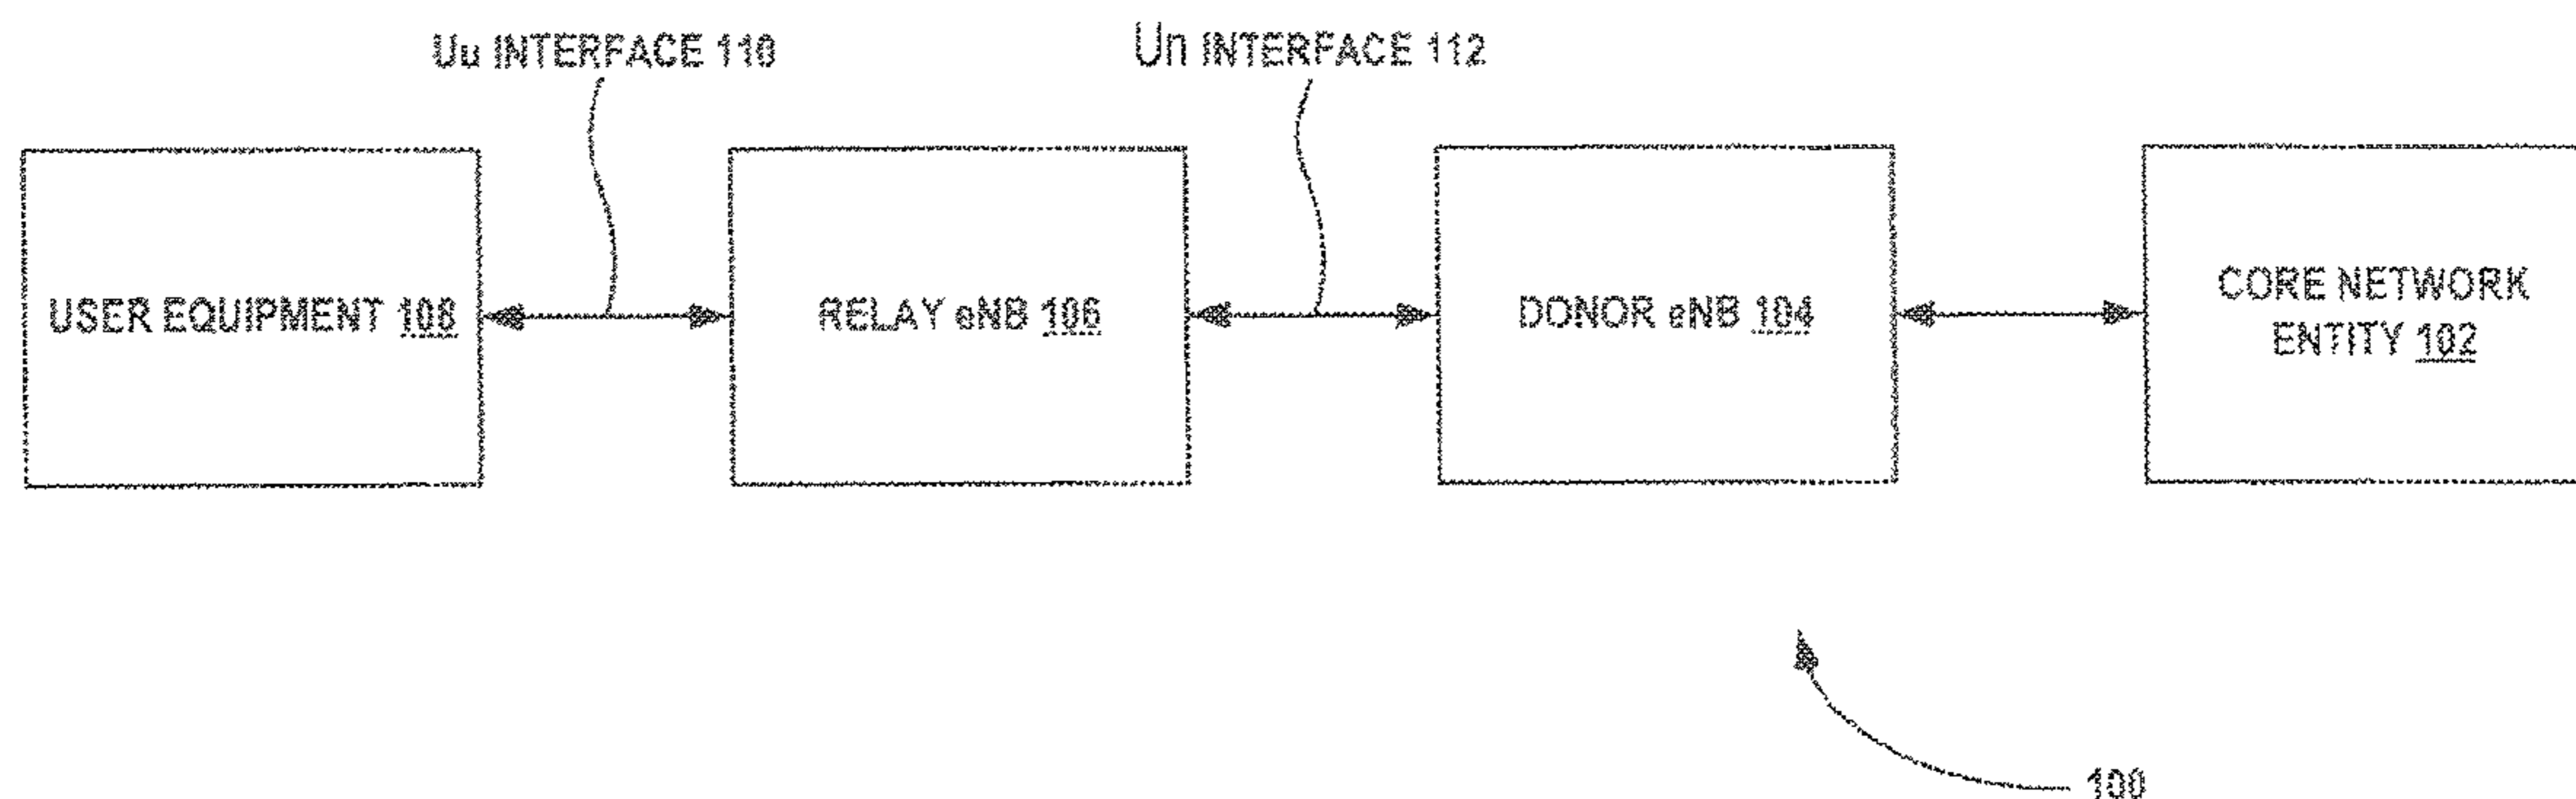 Uu INTERFACE 110
Un INTERFACE 112
USER EQUIPMENT 108
RELAY eNB 106
DONOR eNB 104
CORE NETWORK
ENTITY 102
100